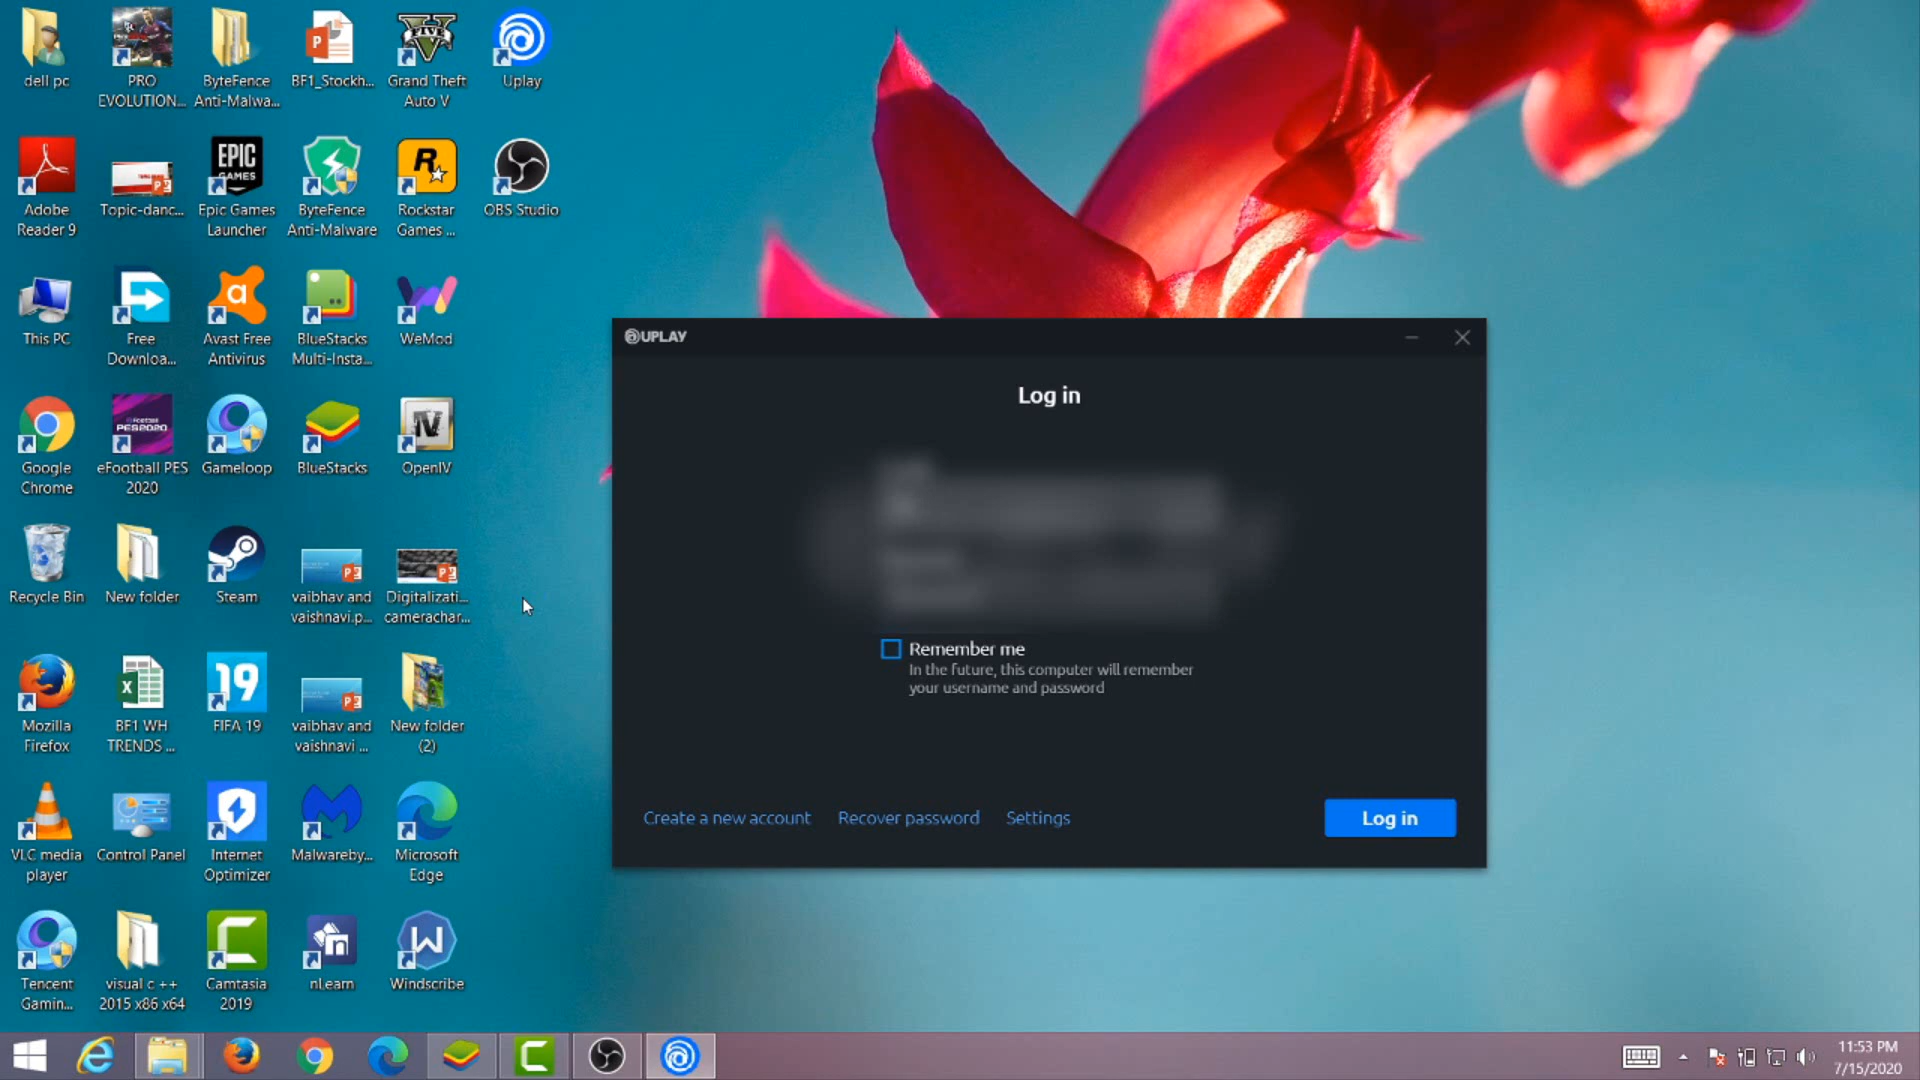 dell pc
PRO
EVOLUTION...
ByteFence
Anti-Malwa...
BF1_Stockh...
FIVE
Grand Theft
Auto V
Uplay
Adobe
Reader 9
Topic-danc...
EPIC
GAMES
Epic Games
Launcher
ByteFence
Anti-Malware
R
Rockstar
Games ...
OBS Studio
This PC
Free
Downloa...
a
Avast Free
Antivirus
BlueStacks
Multi-Insta...
WeMod
Google
Chrome
PES2020
eFootball PES
2020
Gameloop
BlueStacks
IV
OpenIV
Recycle Bin
New folder
Steam
vaibhav and
vaishnavi.p...
Digitalizati...
camerachar...
Mozilla
Firefox
BF1 WH
TRENDS ...
19
FIFA 19
vaibhav and
vaishnavi ...
New folder
(2)
VLC media
player
Control Panel
Internet
Optimizer
Malwareby...
Microsoft
Edge
Tencent
Gamin...
visual c ++
2015 x86 x64
Camtasia
2019
n
nLearn
W
Windscribe
UPLAY
Log in
Remember me
In the future, this computer will remember
your username and password
Create a new account
Recover password
Settings
Log in
11:53 PM
7/15/2020